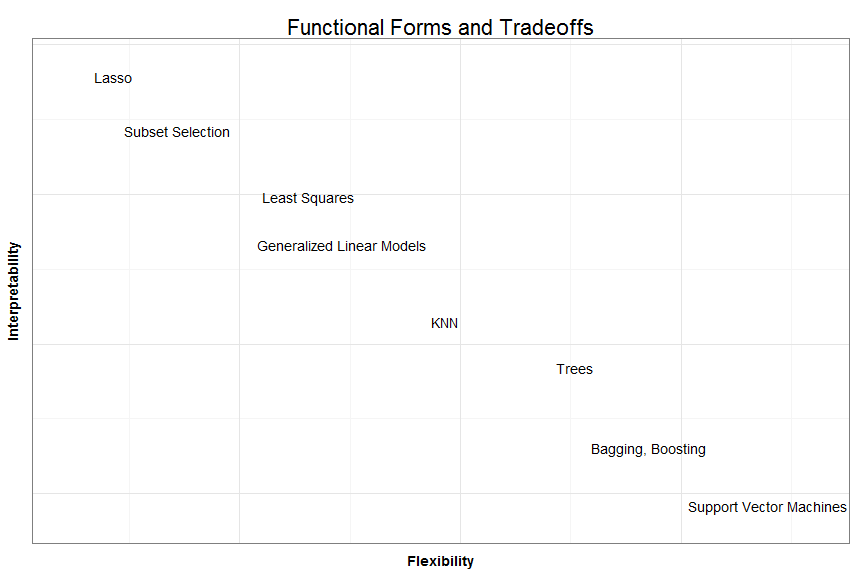 Functional Forms and Tradeoffs
Lasso
Subset Selection
Least Squares
Generalized Linear Models
KNN
Trees
Bagging, Boosting
Support Vector Machines
Interpretability
Flexibility